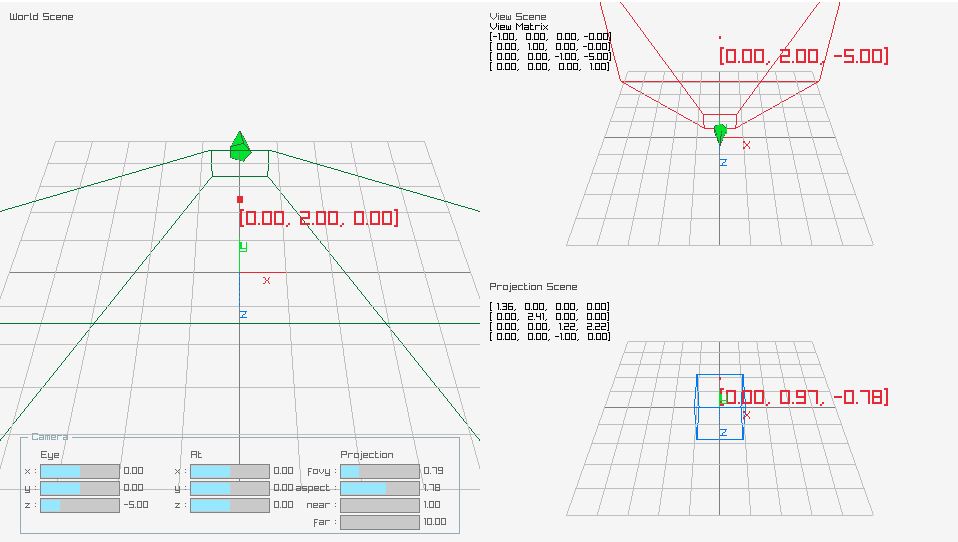 World Scene
[0.00, 2.00, 0.00]
y
x
z
Camera
Eye
x : 0.00
y : 0.00
z : -5.00
At
x : 0.00
y : 0.00
z : 0.00
Projection
fovy : 0.79
aspect : 1.78
near : 1.00
far : 10.00
View Scene
View Matrix
[-1.00, 0.00, 0.00, -0.00]
[ 0.00, 1.00, 0.00, -0.00]
[ 0.00, 0.00, -1.00, -5.00]
[ 0.00, 0.00, 0.00, 1.00]
[0.00, 2.00, -5.00]
x
z
Projection Scene
[ 1.36, 0.00, 0.00, 0.00]
[ 0.00, 2.41, 0.00, 0.00]
[ 0.00, 0.00, 1.22, 2.22]
[ 0.00, 0.00, -1.00, 0.00]
[0.00, 0.97, -0.78]
x
z